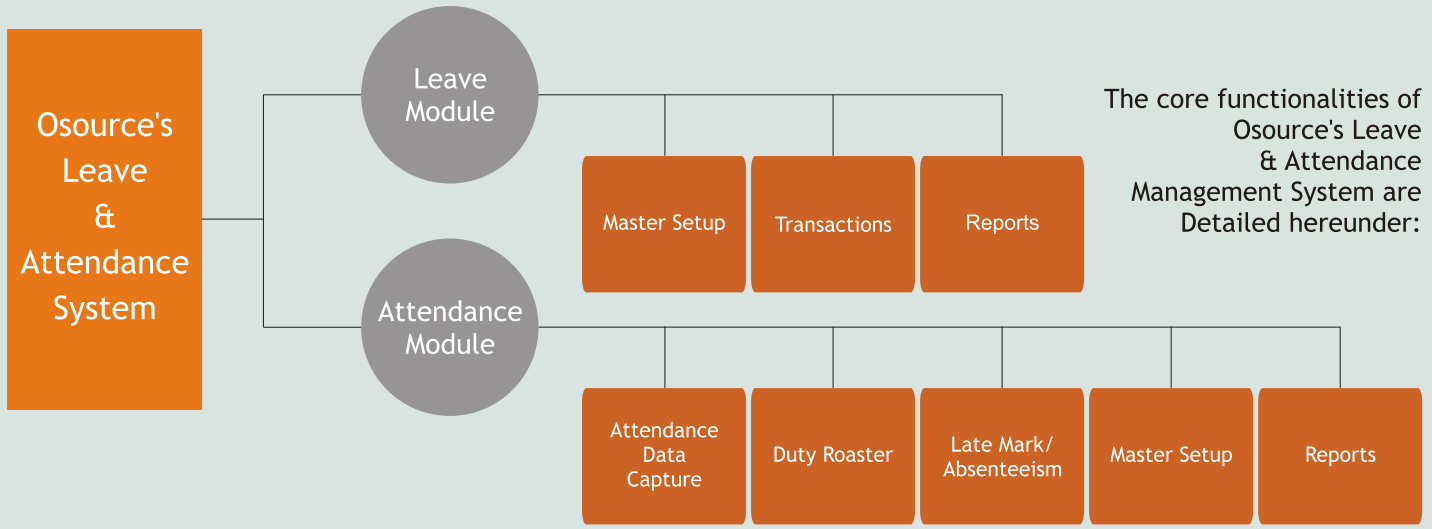 Osource's
Leave
&
Attendance
System
Leave
Module
Master Setup
Transactions
Reports
The core functionalities of
Osource's Leave
& Attendance
Management System are
Detailed hereunder:
Attendance
Module
Attendance
Data
Capture
Duty Roaster
Late Mark/
Absenteeism
Master Setup
Reports